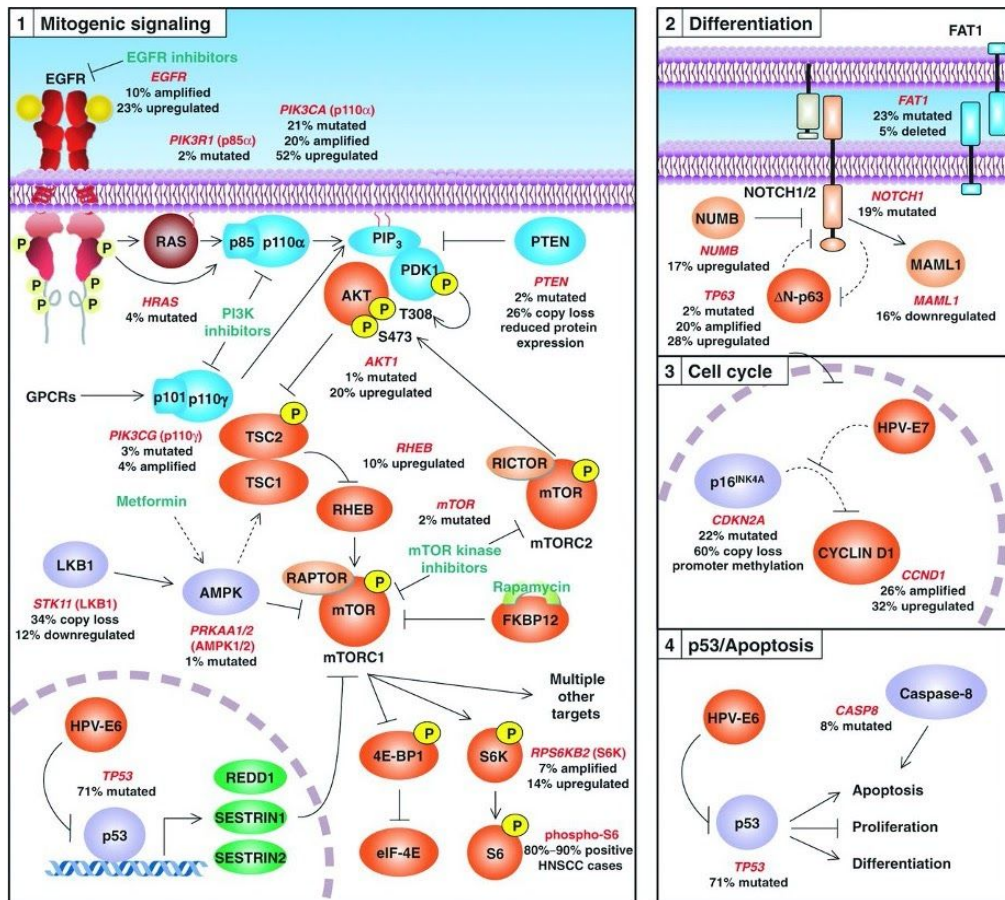 1 Mitogenic signaling
EGFR inhibitors
EGFR
EGFR
10% amplified
23% upregulated
PIK3R1 (p85α)
2% mutated
PIK3CA (p110α)
21% mutated
20% amplified
52% upregulated
P
P
P
P
P
RAS
HRAS
4% mutated
p85
p110α
PI3K
inhibitors
PIP3
PDK1
P
AKT
P
P
T308
S473
AKT1
1% mutated
20% upregulated
PTEN
PTEN
2% mutated
26% copy loss
reduced protein
expression
GPCRs
p101
p110γ
PIK3CG (p110γ)
3% mutated
4% amplified
P
TSC2
TSC1
RHEB
10% upregulated
RHEB
RICTOR
P
mTOR
mTORC2
mTOR
2% mutated
mTOR kinase
inhibitors
Metformin
LKB1
STK11 (LKB1)
34% copy loss
12% downregulated
AMPK
PRKAA1/2
(AMPK1/2)
1% mutated
RAPTOR
P
mTOR
mTORC1
Rapamycin
FKBP12
Multiple
other
targets
HPV-E6
TP53
71% mutated
p53
REDD1
SESTRIN1
SESTRIN2
P
4E-BP1
eIF-4E
P
S6K
RPS6KB2 (S6K)
7% amplified
14% upregulated
P
S6
phospho-S6
80%–90% positive
HNSCC cases
2 Differentiation
FAT1
FAT1
23% mutated
5% deleted
NOTCH1/2
NOTCH1
19% mutated
NUMB
NUMB
17% upregulated
MAML1
MAML1
16% downregulated
ΔN-p63
TP63
2% mutated
20% amplified
28% upregulated
3 Cell cycle
HPV-E7
p16INK4A
CDKN2A
22% mutated
60% copy loss
promoter methylation
CYCLIN D1
CCND1
26% amplified
32% upregulated
4 p53/Apoptosis
HPV-E6
CASP8
8% mutated
Caspase-8
p53
TP53
71% mutated
Apoptosis
Proliferation
Differentiation